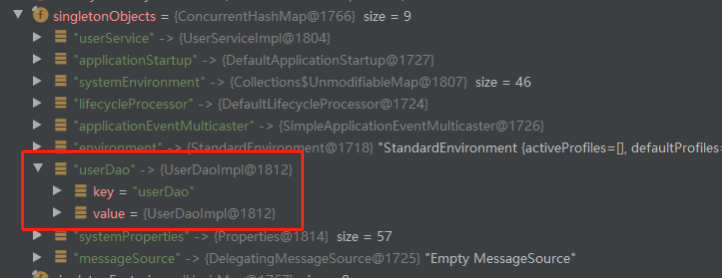 singletonObjects = {ConcurrentHashMap@1766} size = 9
"userService" -> {UserServiceImpl@1804}
"applicationStartup" -> {DefaultApplicationStartup@1727}
"systemEnvironment" -> {Collections$UnmodifiableMap@1807} size = 46
"lifecycleProcessor" -> {DefaultLifecycleProcessor@1724}
"applicationEventMulticaster" -> {SimpleApplicationEventMulticaster@1726}
"environment" -> {StandardEnvironment@1718} "StandardEnvironment {activeProfiles=[], defaultProfiles=
"userDao" -> {UserDaoImpl@1812}
key = "userDao"
value = {UserDaoImpl@1812}
"systemProperties" -> {Properties@1814} size = 57
"messageSource" -> {DelegatingMessageSource@1725} "Empty MessageSource"